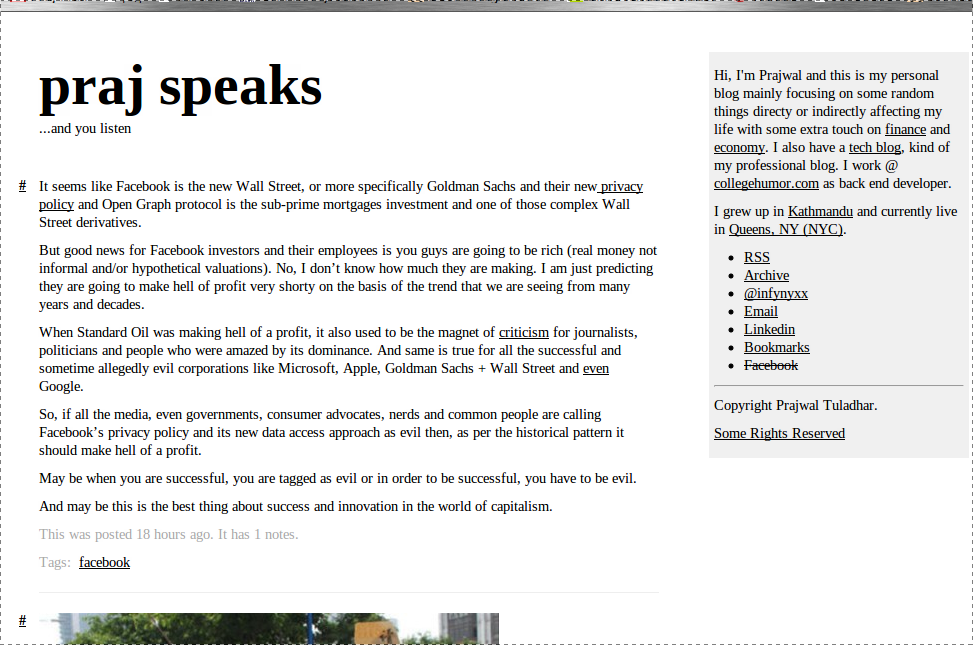 praj speaks
...and you listen
# It seems like Facebook is the new Wall Street, or more specifically Goldman Sachs and their new privacy
policy and Open Graph protocol is the sub-prime mortgages investment and one of those complex Wall
Street derivatives.
But good news for Facebook investors and their employees is you guys are going to be rich (real money not
informal and/or hypothetical valuations). No, I don’t know how much they are making. I am just predicting
they are going to make hell of profit very shorty on the basis of the trend that we are seeing from many
years and decades.
When Standard Oil was making hell of a profit, it also used to be the magnet of criticism for journalists,
politicians and people who were amazed by its dominance. And same is true for all the successful and
sometime allegedly evil corporations like Microsoft, Apple, Goldman Sachs + Wall Street and even
Google.
So, if all the media, even governments, consumer advocates, nerds and common people are calling
Facebook’s privacy policy and its new data access approach as evil then, as per the historical pattern it
should make hell of a profit.
May be when you are successful, you are tagged as evil or in order to be successful, you have to be evil.
And may be this is the best thing about success and innovation in the world of capitalism.
This was posted 18 hours ago. It has 1 notes.
Tags: facebook
#
Hi, I'm Prajwal and this is my personal
blog mainly focusing on some random
things directy or indirectly affecting my
life with some extra touch on finance and
economy. I also have a tech blog, kind of
my professional blog. I work @
collegehumor.com as back end developer.
I grew up in Kathmandu and currently live
in Queens, NY (NYC).
RSS
Archive
@infynyxx
Email
Linkedin
Bookmarks
Facebook
Copyright Prajwal Tuladhar.
Some Rights Reserved